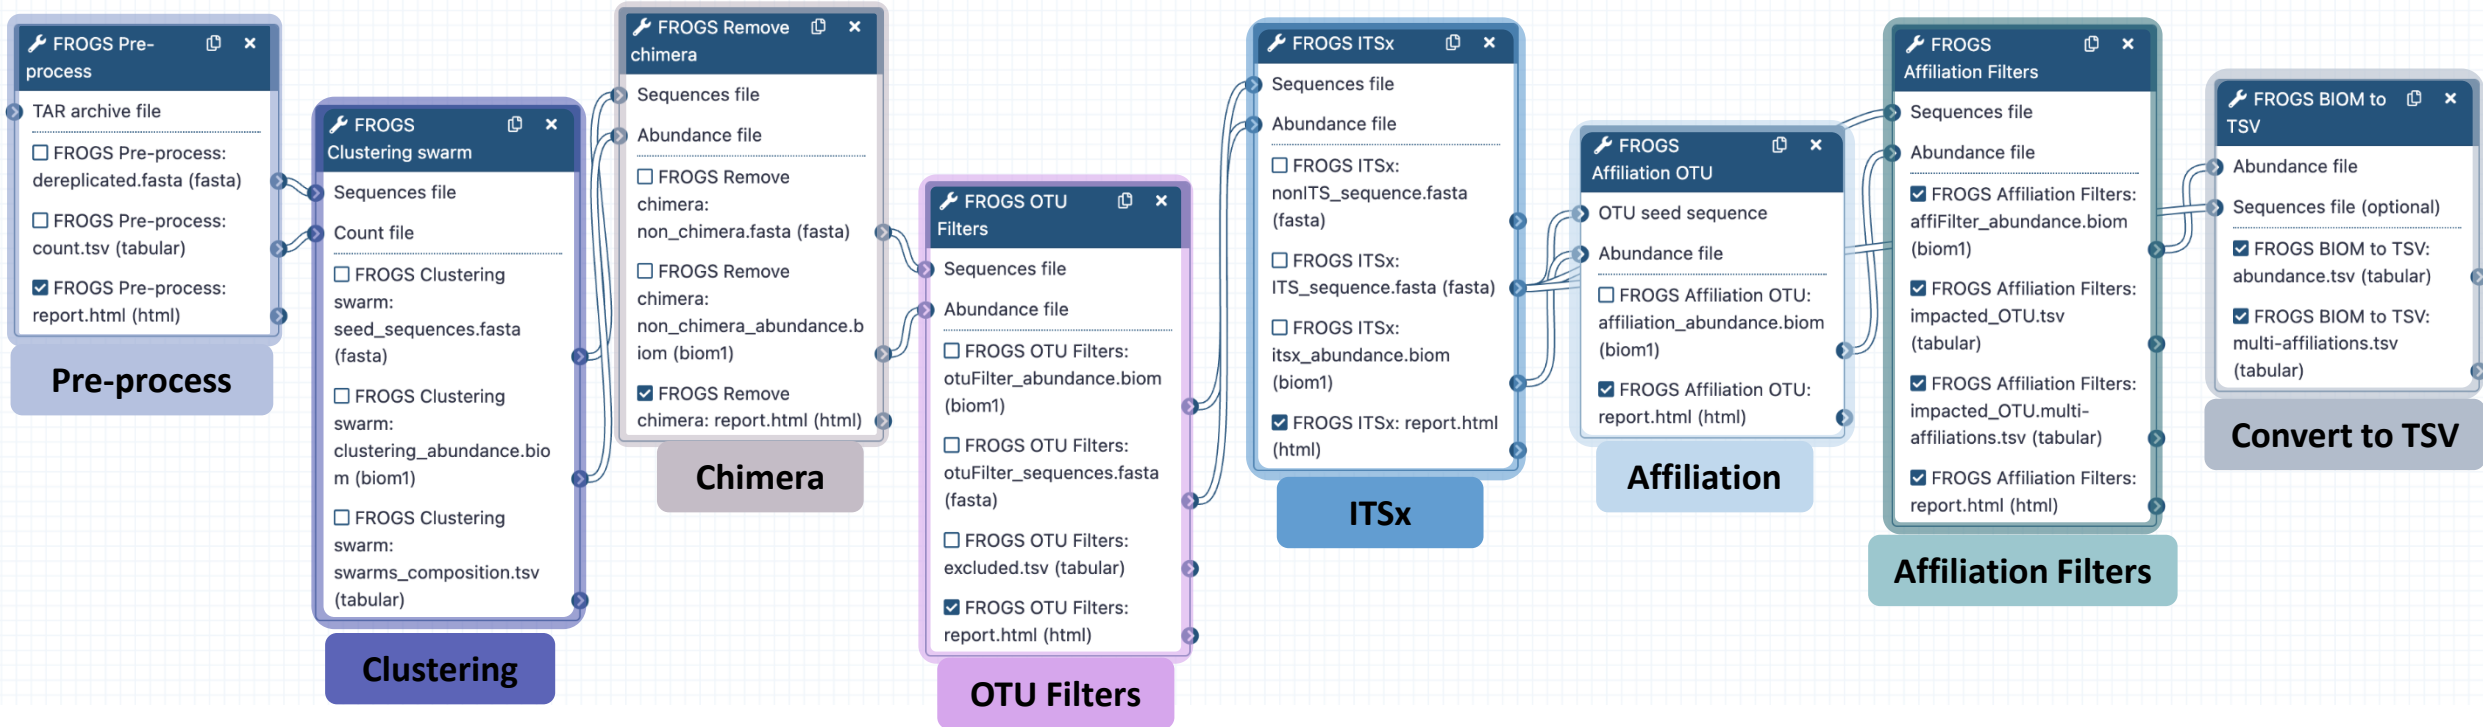 FROGS Pre-
process
TAR archive file
FROGS Pre-process:
dereplicated.fasta (fasta)
FROGS Pre-process:
count.tsv (tabular)
FROGS Pre-process:
report.html (html)
Pre-process
FROGS
Clustering swarm
Sequences file
Count file
FROGS Clustering
swarm:
seed_sequences.fasta
(fasta)
FROGS Clustering
swarm:
clustering_abundance.bio
m (biom1)
FROGS Clustering
swarm:
swarms_composition.tsv
(tabular)
Clustering
FROGS Remove
chimera
Sequences file
Abundance file
FROGS Remove
chimera:
non_chimera.fasta (fasta)
FROGS Remove
chimera:
non_chimera_abundance.b
iom (biom1)
FROGS Remove
chimera: report.html (html)
Chimera
FROGS OTU
Filters
Sequences file
Abundance file
FROGS OTU Filters:
otuFilter_abundance.biom
(biom1)
FROGS OTU Filters:
otuFilter_sequences.fasta
(fasta)
FROGS OTU Filters:
excluded.tsv (tabular)
FROGS OTU Filters:
report.html (html)
OTU Filters
FROGS ITSx
Sequences file
Abundance file
FROGS ITSx:
nonITS_sequence.fasta
(fasta)
FROGS ITSx:
ITS_sequence.fasta (fasta)
FROGS ITSx:
itsx_abundance.biom
(biom1)
FROGS ITSx: report.html
(html)
ITSx
FROGS
Affiliation OTU
OTU seed sequence
Abundance file
FROGS Affiliation OTU:
affiliation_abundance.biom
(biom1)
FROGS Affiliation OTU:
report.html (html)
Affiliation
FROGS
Affiliation Filters
Sequences file
Abundance file
FROGS Affiliation Filters:
affiFilter_abundance.biom
(biom1)
FROGS Affiliation Filters:
impacted_OTU.tsv
(tabular)
FROGS Affiliation Filters:
impacted_OTU.multi-
affiliations.tsv (tabular)
FROGS Affiliation Filters:
report.html (html)
Affiliation Filters
FROGS BIOM to
TSV
Abundance file
Sequences file (optional)
FROGS BIOM to TSV:
abundance.tsv (tabular)
FROGS BIOM to TSV:
multi-affiliations.tsv
(tabular)
Convert to TSV